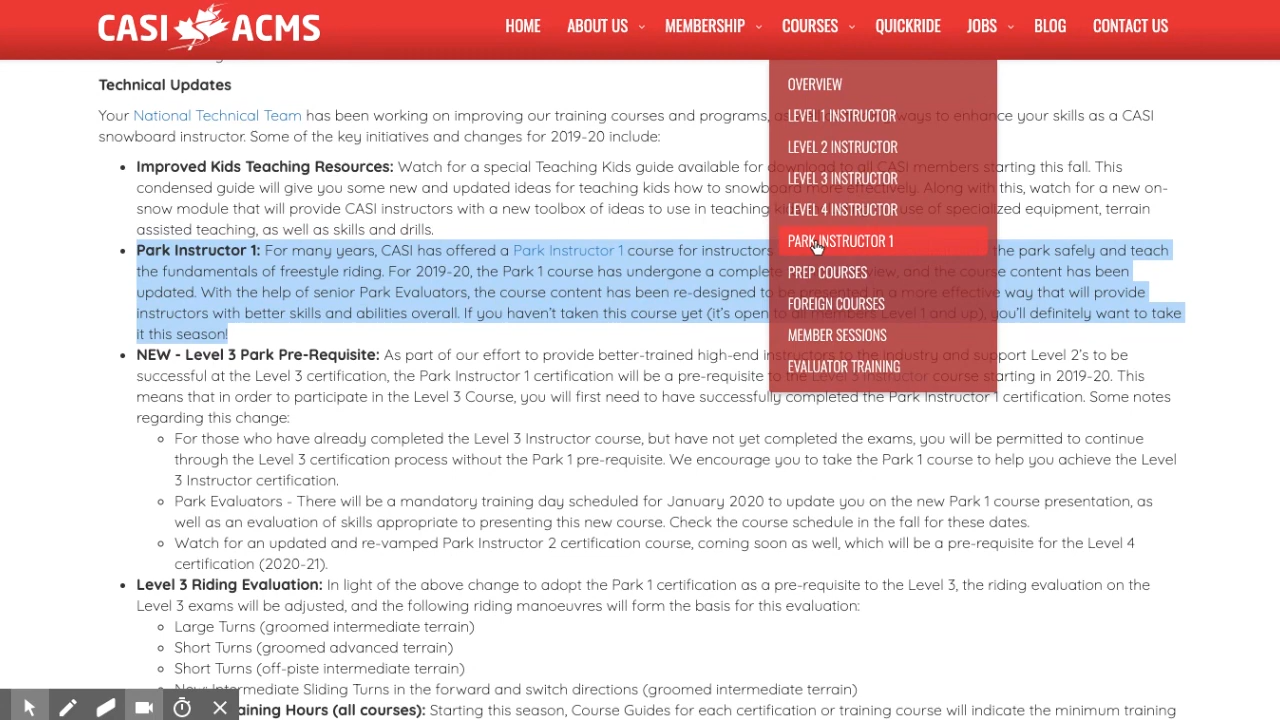 CASI ACMS
HOME ABOUT US MEMBERSHIP COURSES QUICKRIDE JOBS BLOG CONTACT US
OVERVIEW
LEVEL 1 INSTRUCTOR
LEVEL 2 INSTRUCTOR
LEVEL 3 INSTRUCTOR
LEVEL 4 INSTRUCTOR
PARK INSTRUCTOR 1
PREP COURSES
FOREIGN COURSES
MEMBER SESSIONS
EVALUATOR TRAINING
Technical Updates
Your National Technical Team has been working on improving our training courses and programs, as ways to enhance your skills as a CASI
snowboard instructor. Some of the key initiatives and changes for 2019-20 include:
Improved Kids Teaching Resources: Watch for a special Teaching Kids guide available for download to all CASI members starting this fall. This
condensed guide will give you some new and updated ideas for teaching kids how to snowboard more effectively. Along with this, watch for a new on-
snow module that will provide CASI instructors with a new toolbox of ideas to use in teaching use of specialized equipment, terrain
assisted teaching, as well as skills and drills.
Park Instructor 1: For many years, CASI has offered a Park Instructor 1 course for instructors the park safely and teach
the fundamentals of freestyle riding. For 2019-20, the Park 1 course has undergone a complete and the course content has been
updated. With the help of senior Park Evaluators, the course content has been re-designed to be presented in a more effective way that will provide
instructors with better skills and abilities overall. If you haven't taken this course yet (it's open to all members Level 1 and up), you'll definitely want to take
it this season!
NEW - Level 3 Park Pre-Requisite: As part of our effort to provide better-trained high-end instructors to the industry and support Level 2's to be
successful at the Level 3 certification, the Park Instructor 1 certification will be a pre-requisite to the Level 3 Instructor course starting in 2019-20. This
means that in order to participate in the Level 3 Course, you will first need to have successfully completed the Park Instructor 1 certification. Some notes
regarding this change:
For those who have already completed the Level 3 Instructor course, but have not yet completed the exams, you will be permitted to continue
through the Level 3 certification process without the Park 1 pre-requisite. We encourage you to take the Park 1 course to help you achieve the Level
3 Instructor certification.
Park Evaluators - There will be a mandatory training day scheduled for January 2020 to update you on the new Park 1 course presentation, as
well as an evaluation of skills appropriate to presenting this new course. Check the course schedule in the fall for these dates.
Watch for an updated and re-vamped Park Instructor 2 certification course, coming soon as well, which will be a pre-requisite for the Level 4
certification (2020-21).
Level 3 Riding Evaluation: In light of the above change to adopt the Park 1 certification as a pre-requisite to the Level 3, the riding evaluation on the
Level 3 exams will be adjusted, and the following riding manoeuvres will form the basis for this evaluation:
Large Turns (groomed intermediate terrain)
Short Turns (groomed advanced terrain)
Short Turns (off-piste intermediate terrain)
New: Intermediate Sliding Turns in the forward and switch directions (groomed intermediate terrain)
Hours (all courses): Starting this season, Course Guides for each certification or training course will indicate the minimum training